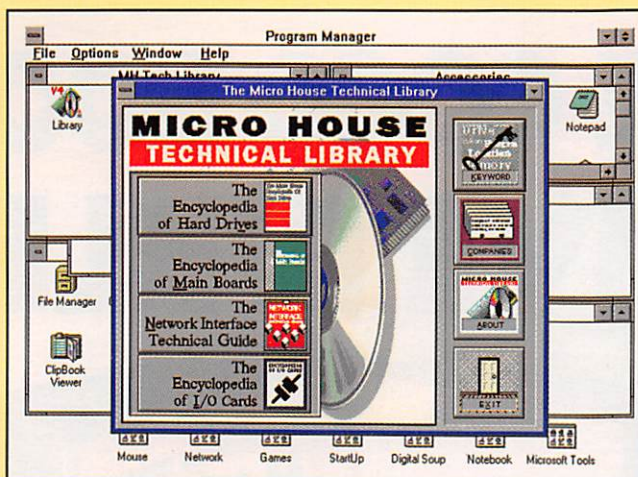 Program Manager
File Options Window Help
MH Tech Library
Accessories
The Micro House Technical Library
V4
Library
Notepad
MICRO HOUSE
TECHNICAL LIBRARY
The
Encyclopedia
of Hard Drives
The
Encyclopedia
of Main Boards
The
Network Interface
Technical Guide
The
Encyclopedia
of I/O Cards
NETWORK
INTERFACE
KEYWORD
COMPANIES
MICRO HOUSE
ABOUT
EXIT
File Manager
ClipBook
Viewer
Mouse
Network
Games
StartUp
Digital Soup
Notebook
Microsoft Tools